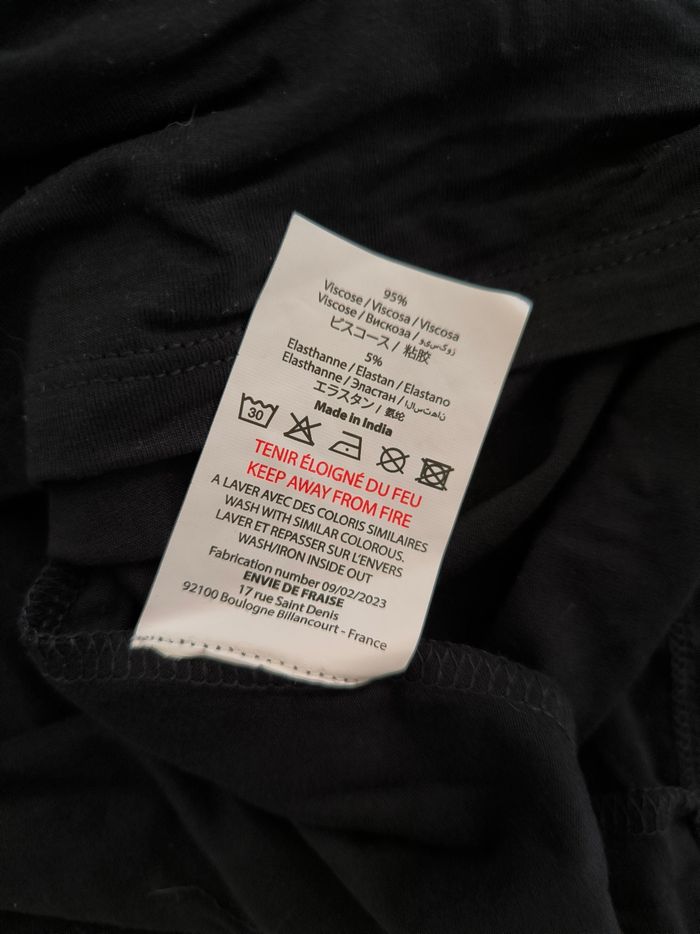 95%
Viscose / Viscosa / Viscosa
Viscose / Вискоза / ويسكوز
ビスコース / 粘胶
5%
Elasthanne / Elastan / Elastano
Elasthanne / Эластан /
エラスタン / 氨纶
Made in India
30
TENIR ÉLOIGNÉ DU FEU
KEEP AWAY FROM FIRE
A LAVER AVEC DES COLORIS SIMILAIRES
WASH WITH SIMILAR COLOROUS.
LAVER ET REPASSER SUR L'ENVERS
WASH/IRON INSIDE OUT
Fabrication number 09/02/2023
ENVIE DE FRAISE
17 rue Saint Denis
92100 Boulogne Billancourt - France